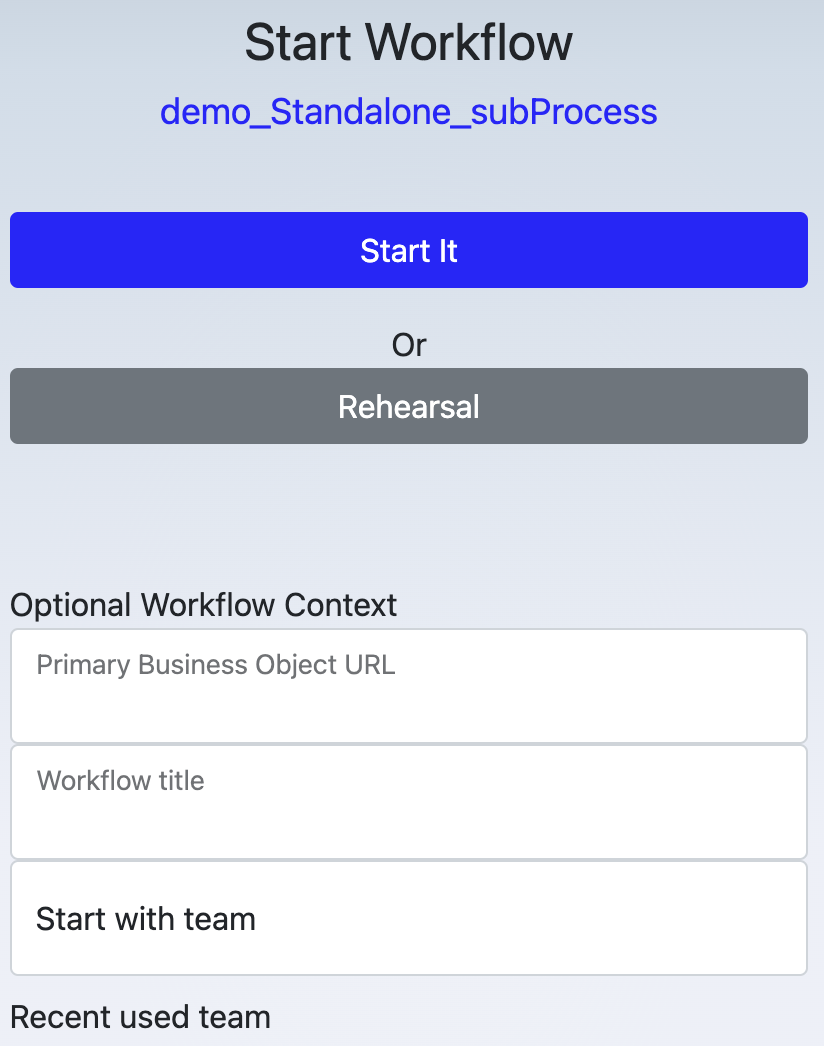 Start Workflow
demo_Standalone_subProcess
Start It
Or
Rehearsal
Optional Workflow Context
Primary Business Object URL
Workflow title
Start with team
Recent used team